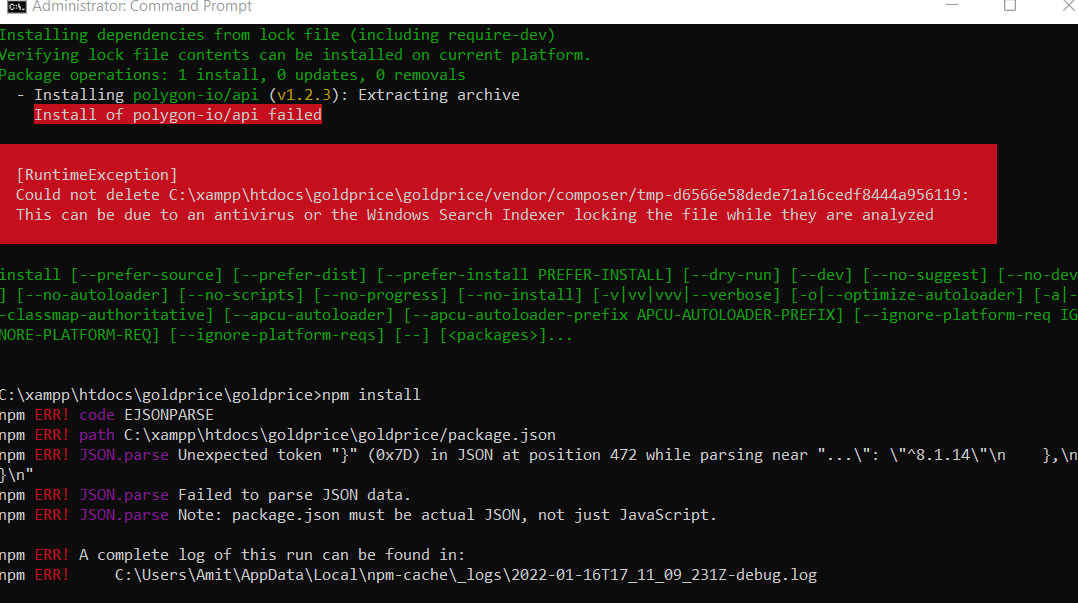 Administrator: Command Prompt
Installing dependencies from lock file (including require-dev)
Verifying lock file contents can be installed on current platform.
Package operations: 1 install, 0 updates, 0 removals
- Installing polygon-io/api (v1.2.3): Extracting archive
Install of polygon-io/api failed
[RuntimeException]
Could not delete C:\xampp\htdocs\goldprice\goldprice/vendor/composer/tmp-d6566e58dede71a16cedf8444a956119:
This can be due to an antivirus or the Windows Search Indexer locking the file while they are analyzed
install [--prefer-source] [--prefer-dist] [--prefer-install PREFER-INSTALL] [--dry-run] [--dev] [--no-suggest] [--no-dev
] [--no-autoloader] [--no-scripts] [--no-progress] [--no-install] [-v|vv|vvv|--verbose] [-o|--optimize-autoloader] [-a|-
-classmap-authoritative] [--apcu-autoloader] [--apcu-autoloader-prefix APCU-AUTOLOADER-PREFIX] [--ignore-platform-req IG
NORE-PLATFORM-REQ] [--ignore-platform-reqs] [--] [<packages>]...
C:\xampp\htdocs\goldprice\goldprice>npm install
npm ERR! code EJSONPARSE
npm ERR! path C:\xampp\htdocs\goldprice\goldprice/package.json
npm ERR! JSON.parse Unexpected token "}" (0x7D) in JSON at position 472 while parsing near "...\": \"^8.1.14\"\n    },\n
}\n"
npm ERR! JSON.parse Failed to parse JSON data.
npm ERR! JSON.parse Note: package.json must be actual JSON, not just JavaScript.
npm ERR! A complete log of this run can be found in:
npm ERR!     C:\Users\Amit\AppData\Local\npm-cache\_logs\2022-01-16T17_11_09_231Z-debug.log